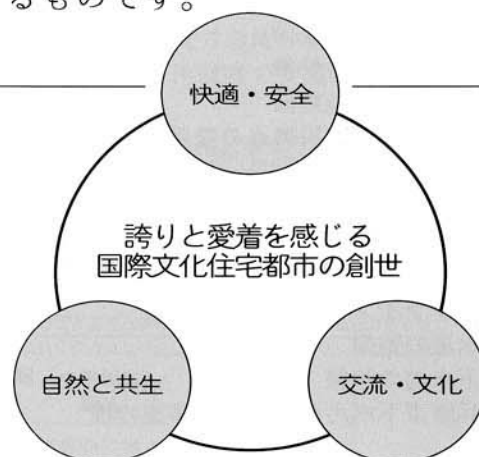 るものです。
快適・安全
誇りと愛着を感じる
国際文化住宅都市の創世
自然と共生
交流・文化